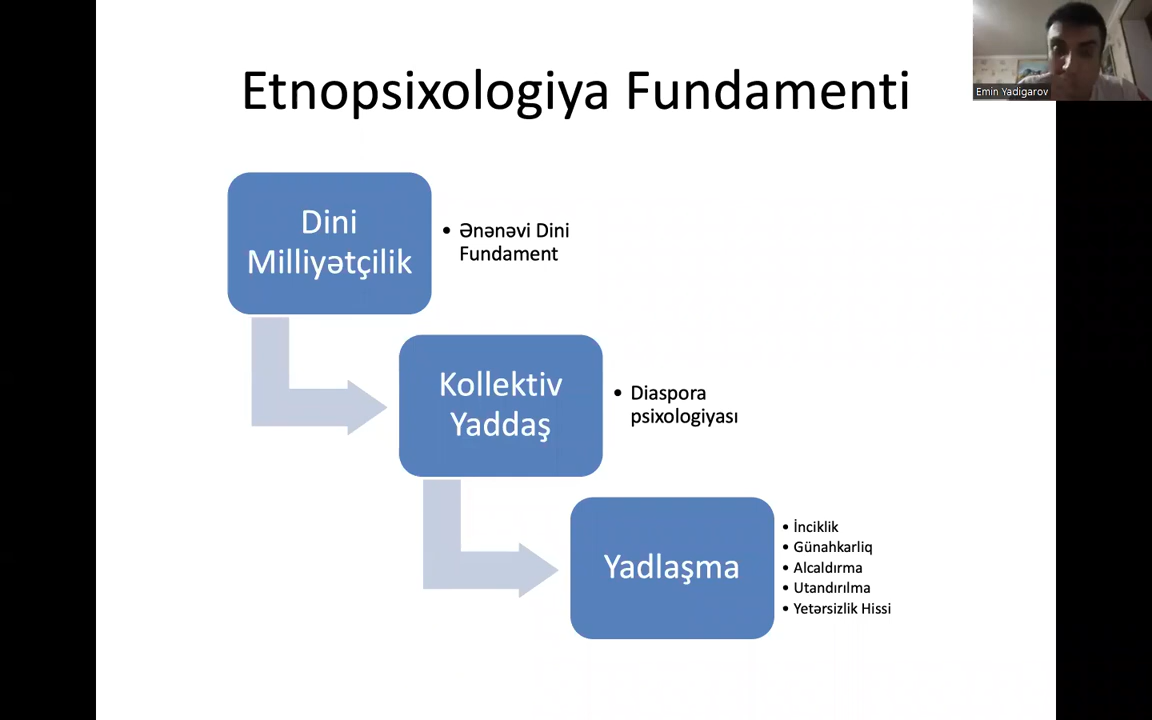 Etnopsixologiya Fundamenti
Emin Yadigarov
Dini
Milliyətçilik
• Ənənəvi Dini
Fundament
Kollektiv
Yaddaş
• Diaspora
psixologiyası
Yadlaşma
• İnciklik
• Günahkarliq
• Alcaldırma
• Utandırılma
• Yetərsizlik Hissi